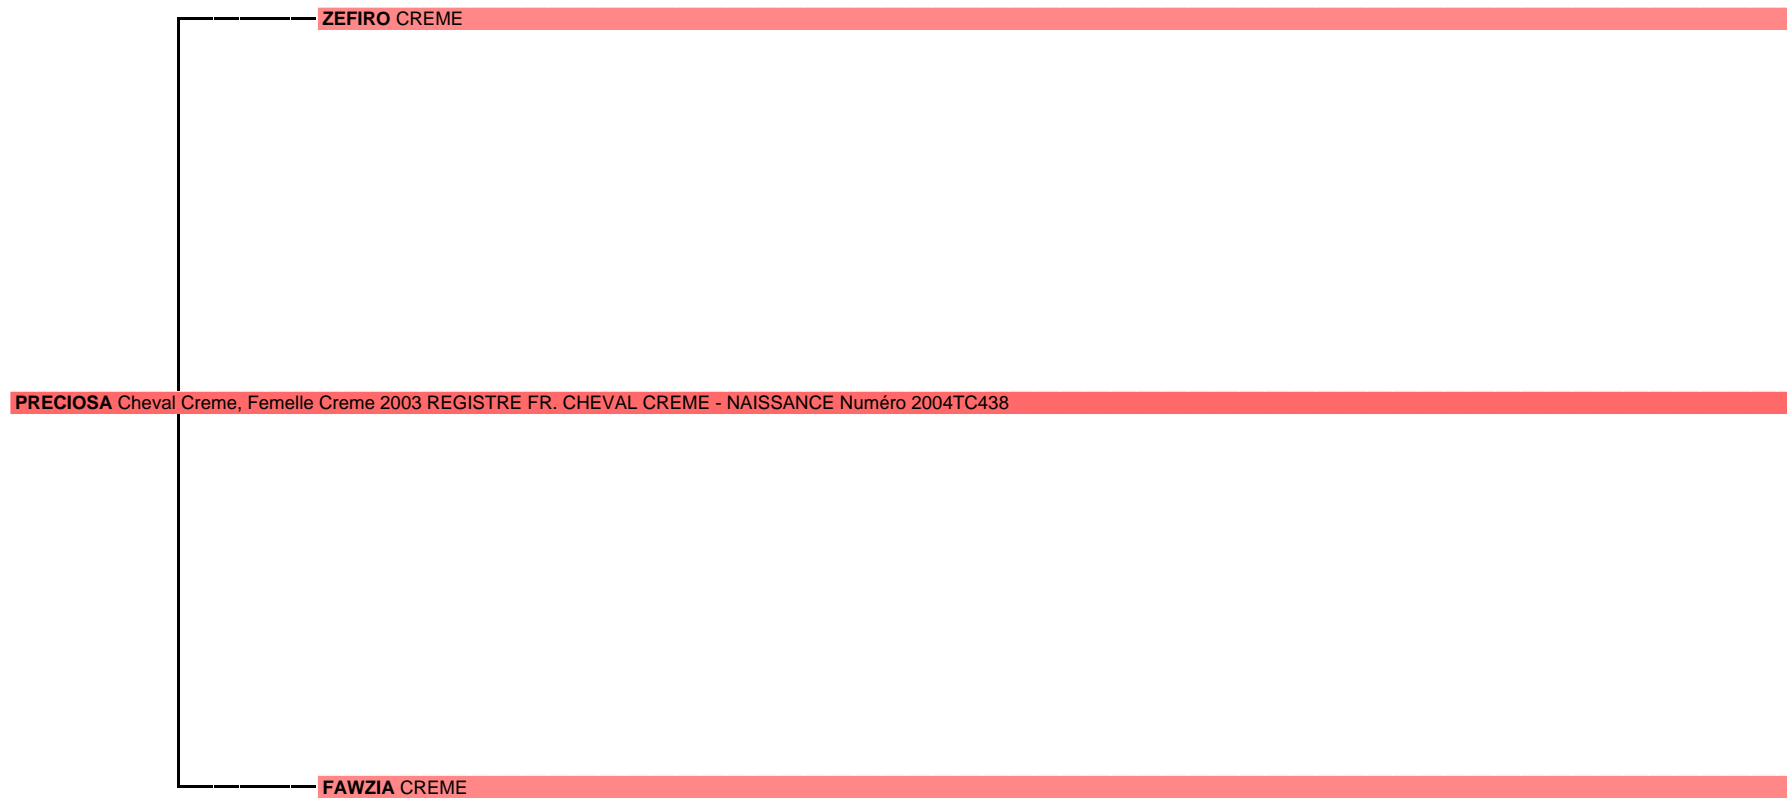 ZEFIRO CREME
PRECIOSA Cheval Creme, Femelle Creme 2003 REGISTRE FR. CHEVAL CREME - NAISSANCE Numéro 2004TC438
FAWZIA CREME